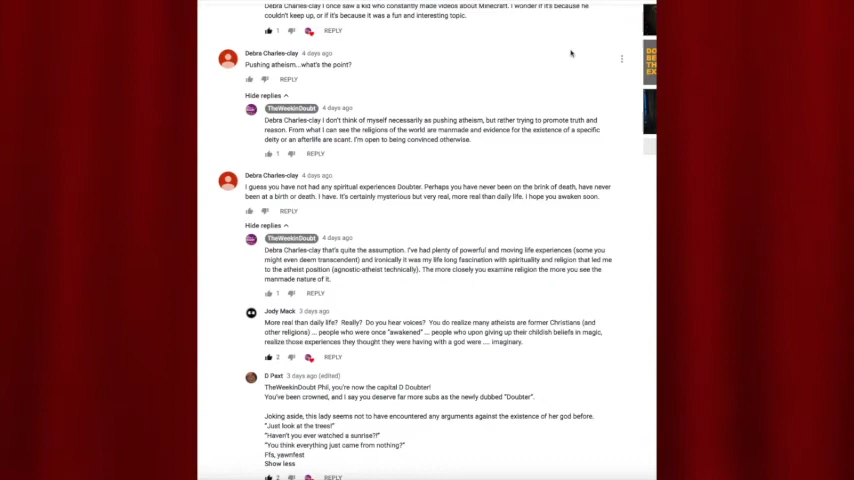 Debra Charles-clay I once saw a kid who constantly made videos about Minecraft. I wonder if it's because he
couldn't keep up, or if it's because it was a fun and interesting topic.
1 REPLY
Debra Charles-clay 4 days ago
Pushing atheism...what's the point?
REPLY
Hide replies
TheWeekinDoubt 4 days ago
Debra Charles-clay I don't think of myself necessarily as pushing atheism, but rather trying to promote truth and
reason. From what I can see the religions of the world are manmade and evidence for the existence of a specific
deity or an afterlife are scant. I'm open to being convinced otherwise.
1 REPLY
Debra Charles-clay 4 days ago
I guess you have not had any spiritual experiences Doubter. Perhaps you have never been on the brink of death, have never
been at a birth or death. I have. It's certainly mysterious but very real, more real than daily life. I hope you awaken soon.
REPLY
Hide replies
TheWeekinDoubt 4 days ago
Debra Charles-clay that's quite the assumption. I've had plenty of powerful and moving life experiences (some you
might even deem transcendent) and ironically it was my life long fascination with spirituality and religion that led me
to the atheist position (agnostic-atheist technically). The more closely you examine religion the more you see the
manmade nature of it.
1 REPLY
Jody Mack 3 days ago
More real than daily life? Really? Do you hear voices? You do realize many atheists are former Christians (and
other religions) ... people who were once "awakened" ... people who upon giving up their childish beliefs in magic,
realize those experiences they thought they were having with a god were .... imaginary.
2 REPLY
D Pext 3 days ago (edited)
TheWeekinDoubt Phil, you're now the capital D Doubter!
You've been crowned, and I say you deserve far more subs as the newly dubbed "Doubter".
Joking aside, this lady seems not to have encountered any arguments against the existence of her god before.
"Just look at the trees!"
"Haven't you ever watched a sunrise?!"
"You think everything just came from nothing?"
Ffs, yawnfest
Show less
2 REPLY
DO
BE
TH
EX